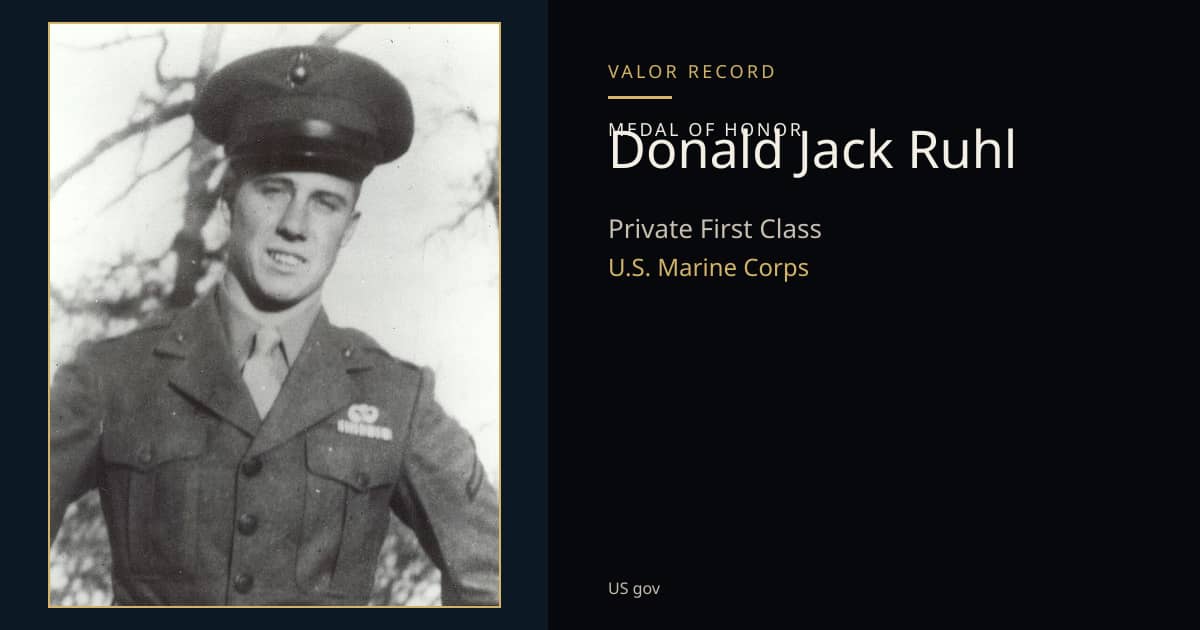 VALOR RECORD
MEDAL OF HONOR
Donald Jack Ruhl
Private First Class
U.S. Marine Corps
US gov